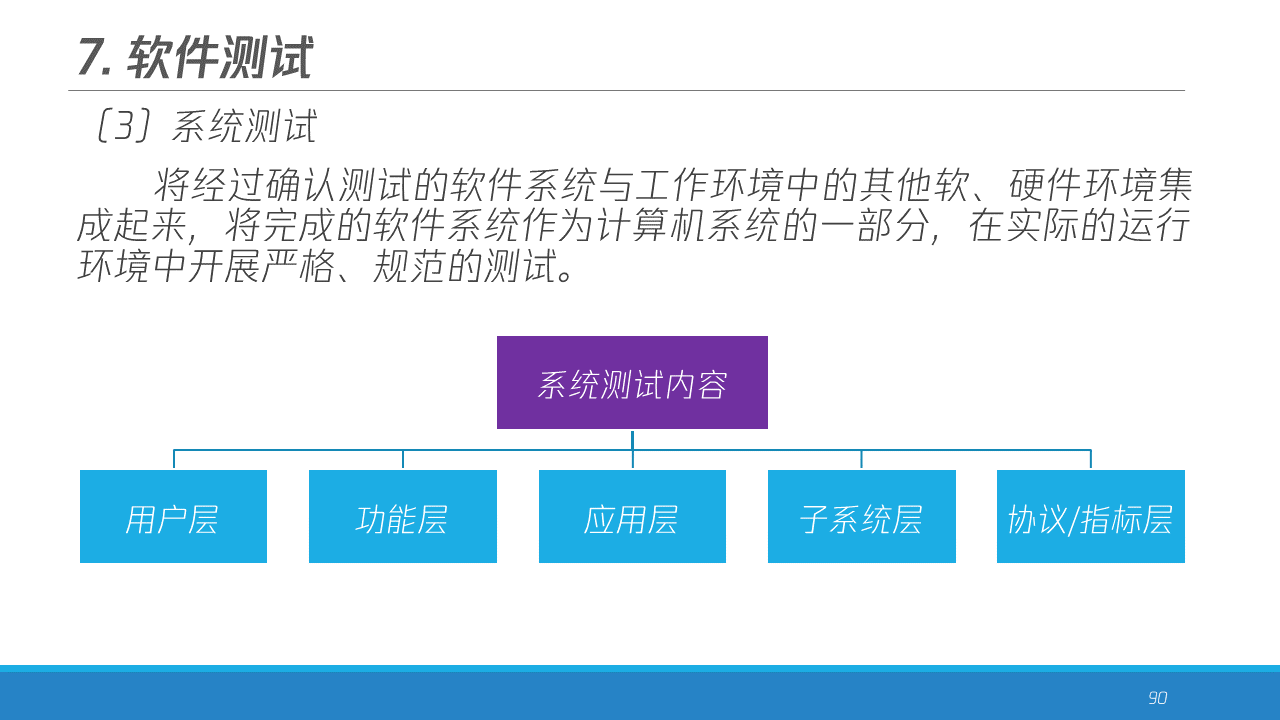 7. 软件测试
（3）系统测试
将经过确认测试的软件系统与工作环境中的其他软、硬件环境集
成起来，将完成的软件系统作为计算机系统的一部分，在实际的运行
环境中开展严格、规范的测试。
系统测试内容
用户层
功能层
应用层
子系统层
协议/指标层
90